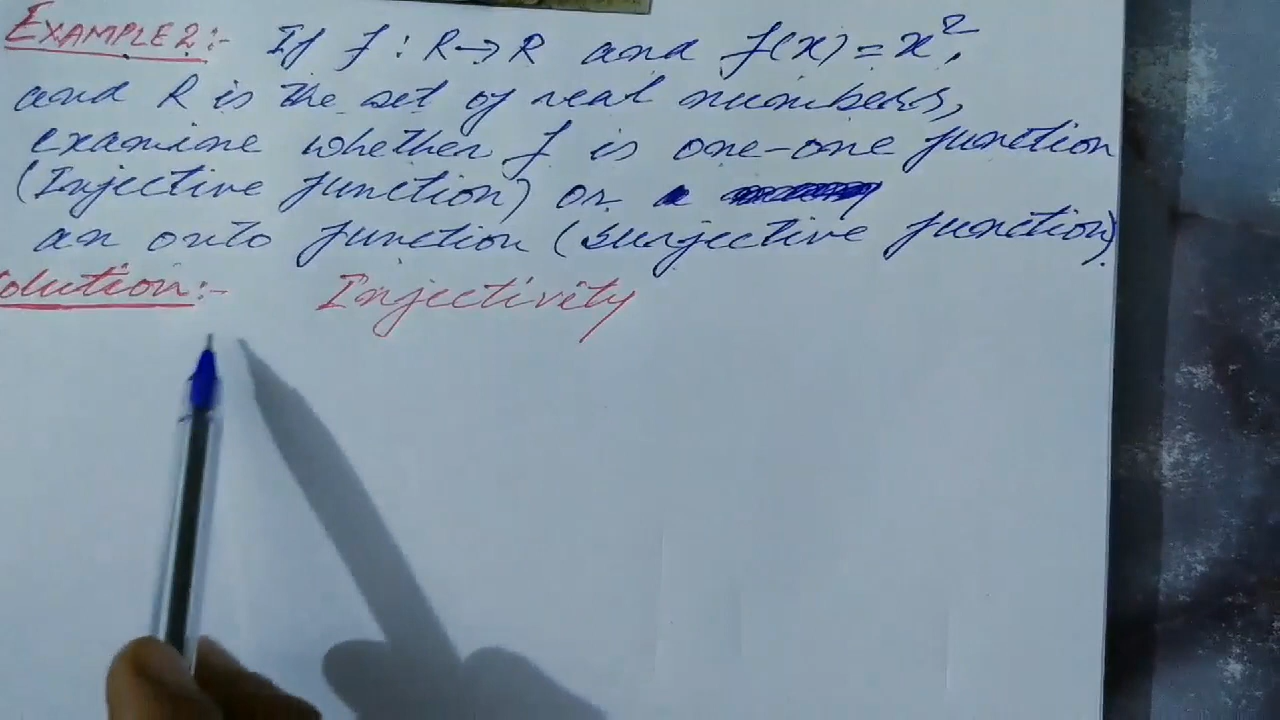 EXAMPLE 2:- If f : R→R and f(x) = x²,
and R is the set of real numbers,
examine whether f is one-one function
(Injective function) or
an onto function (surjective function).
Solution:- Injectivity